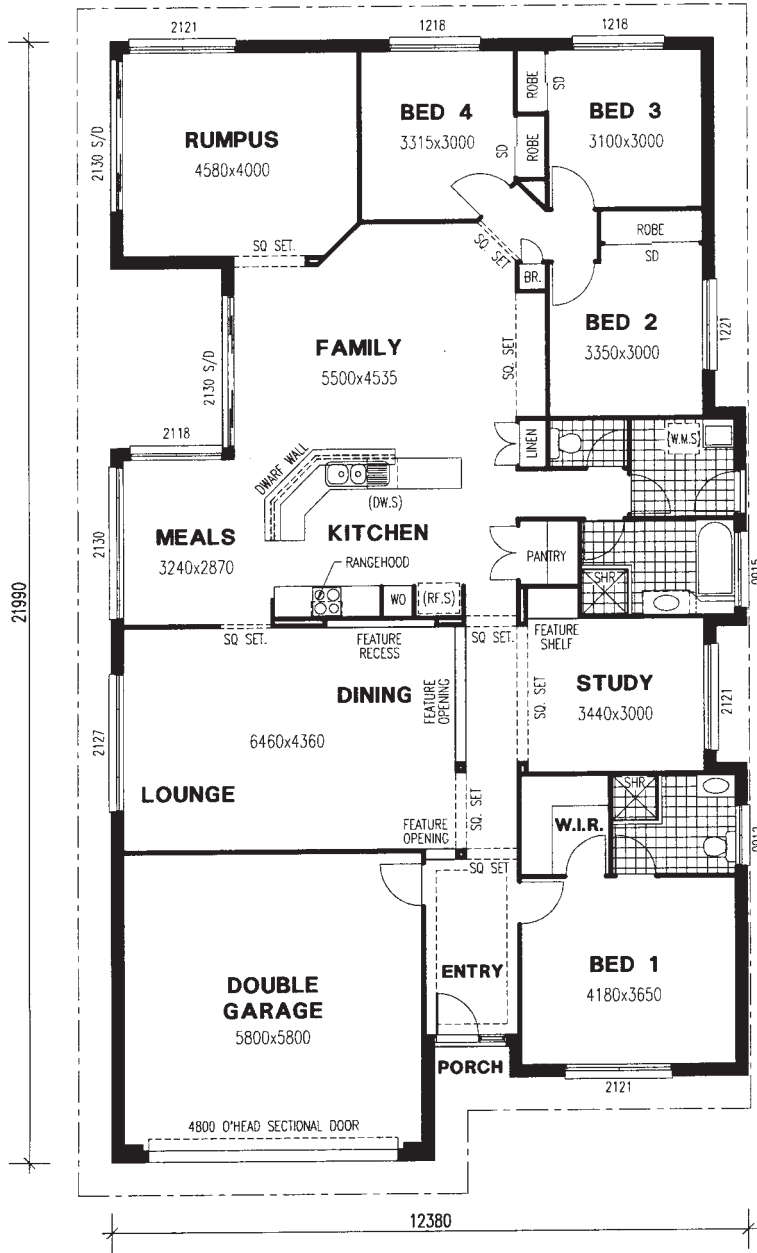 2121
1218
1218
2130 S/D
RUMPUS
4580x4000
BED 4
3315x3000
ROBE
SD
ROBE
SD
BED 3
3100x3000
SQ SET.
SQ SET
ROBE
SD
BR.
BED 2
3350x3000
1221
FAMILY
5500x4535
2130 S/D
SQ. SET
2118
DWARF WALL
LINEN
(W.M.S)
(DW.S)
2130
MEALS
3240x2870
KITCHEN
RANGEHOOD
PANTRY
WO
(RF.S)
SHR
0915
21990
SQ SET.
FEATURE
RECESS
SQ. SET
FEATURE
SHELF
DINING
FEATURE
OPENING
SQ. SET
STUDY
3440x3000
2121
6460x4360
2127
LOUNGE
SQ. SET
SHR
W.I.R.
FEATURE
OPENING
SQ SET
BED 1
4180x3650
ENTRY
DOUBLE
GARAGE
5800x5800
PORCH
2121
4800 O'HEAD SECTIONAL DOOR
12380